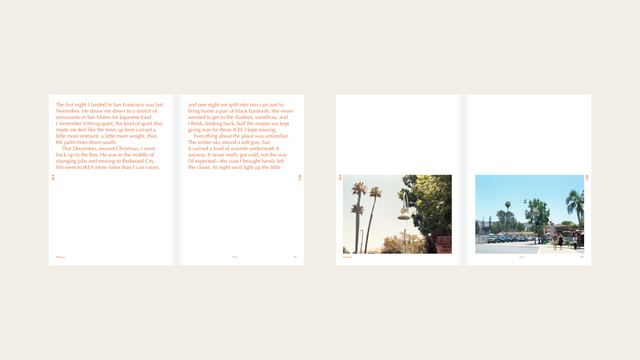 The first night I landed in San Francisco was last
November. He drove me down to a stretch of
restaurants in San Mateo for Japanese food.
I remember it being quiet, the kind of quiet that
made me feel like the trees up here carried a
little more restraint, a little more weight, than
the palm trees down south.
That December, around Christmas, I went
back up to the Bay. He was in the middle of
changing jobs and moving to Redwood City.
We went to IKEA more times than I can count,
and one night we split into two cars just to
bring home a pair of black barstools. We never
seemed to get to the slushies, somehow, and
I think, looking back, half the reason we kept
going was for those ICEE I kept missing.
Everything about the place was unfamiliar.
The winter sky stayed a soft gray, but
it carried a kind of warmth underneath it
anyway. It never really got cold, not the way
I'd expected—the coat I brought barely left
the closet. At night we'd light up the little